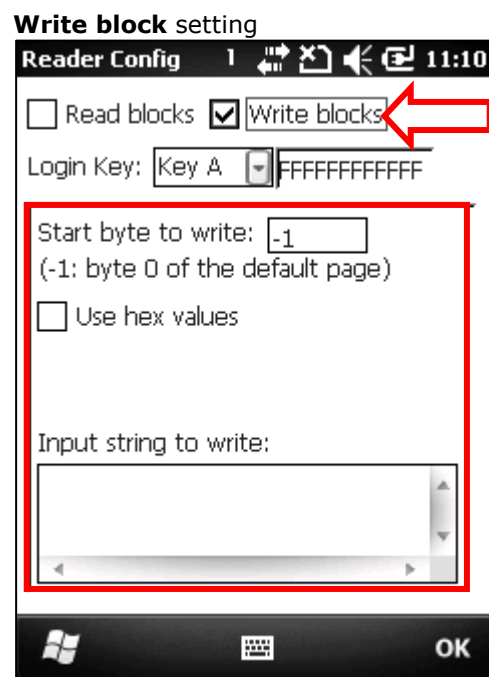 Write block setting
Reader Config 1 11:10
Read blocks Write blocks
Login Key: Key A FFFFFFFFFFFF
Start byte to write: -1
(-1: byte 0 of the default page)
Use hex values
Input string to write:
OK